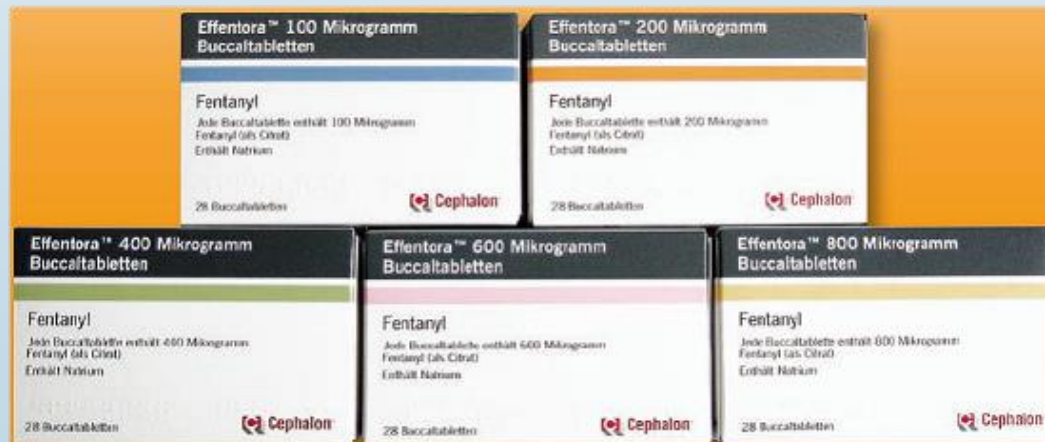 Effentora™ 100 Mikrogramm
Buccaltabletten
Fentanyl
Jede Buccaltablette enthält 100 Mikrogramm
Fentanyl (als Citrat)
Enthält Natrium
28 Buccaltabletten
Cephalon
Effentora™ 200 Mikrogramm
Buccaltabletten
Fentanyl
Jede Buccaltablette enthält 200 Mikrogramm
Fentanyl (als Citrat)
Enthält Natrium
28 Buccaltabletten
Cephalon
Effentora™ 400 Mikrogramm
Buccaltabletten
Fentanyl
Jede Buccaltablette enthält 400 Mikrogramm
Fentanyl (als Citrat)
Enthält Natrium
28 Buccaltabletten
Cephalon
Effentora™ 600 Mikrogramm
Buccaltabletten
Fentanyl
Jede Buccaltablette enthält 600 Mikrogramm
Fentanyl (als Citrat)
Enthält Natrium
28 Buccaltabletten
Cephalon
Effentora™ 800 Mikrogramm
Buccaltabletten
Fentanyl
Jede Buccaltablette enthält 800 Mikrogramm
Fentanyl (als Citrat)
Enthält Natrium
28 Buccaltabletten
Cephalon